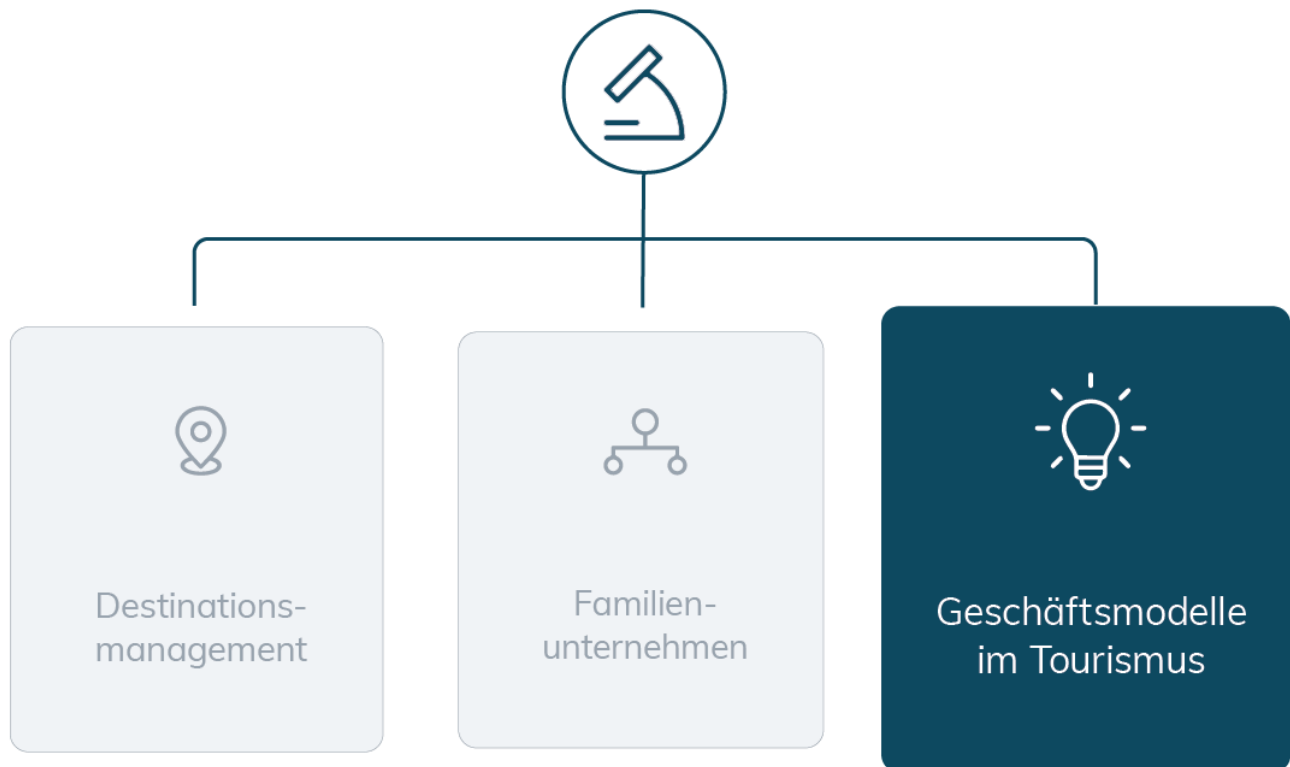 Destinations-
management
Familien-
unternehmen
Geschäftsmodelle
im Tourismus